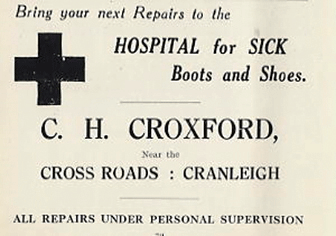 Bring your next Repairs to the
HOSPITAL for SICK
Boots and Shoes.
C. H. CROXFORD,
Near the
CROSS ROADS : CRANLEIGH
ALL REPAIRS UNDER PERSONAL SUPERVISION